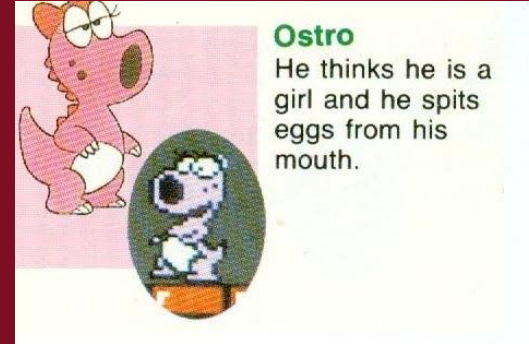 Ostro
He thinks he is a
girl and he spits
eggs from his
mouth.